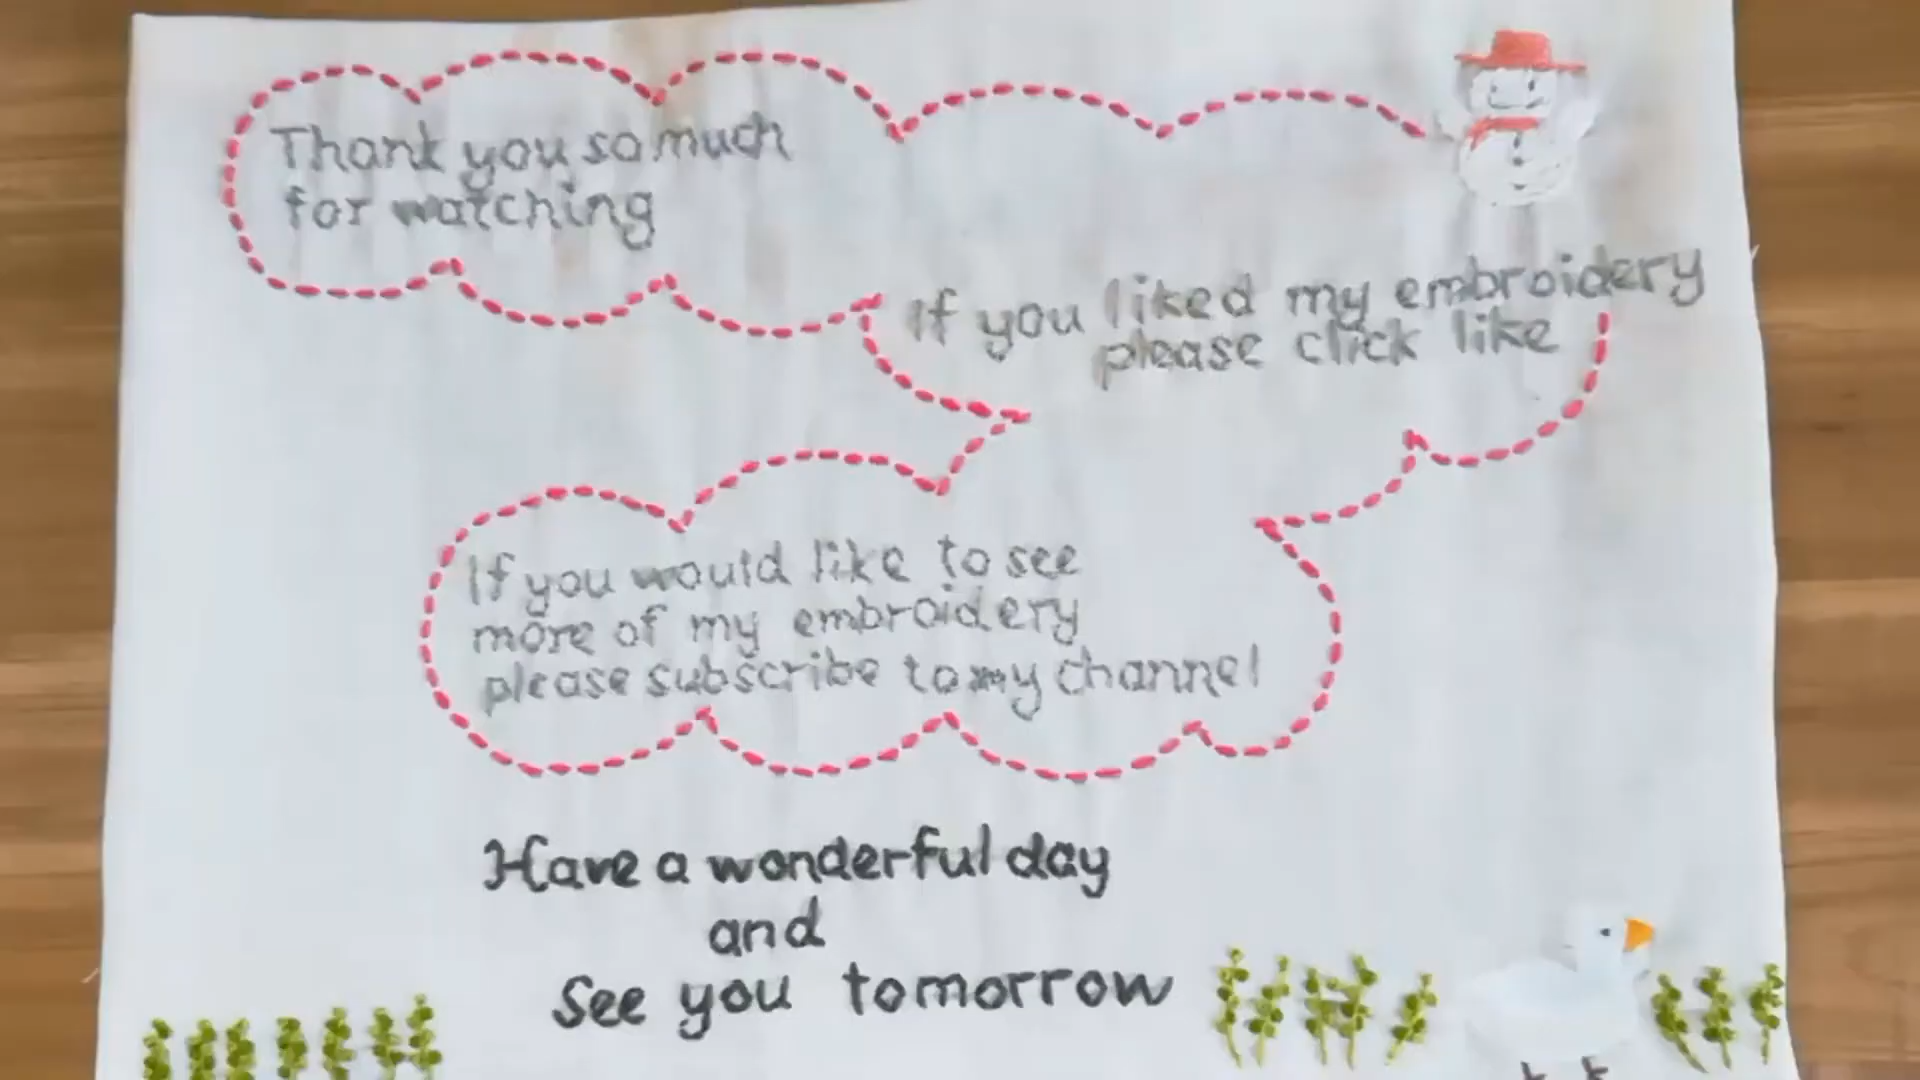 Thank you so much
for watching
If you liked my embroidery
please click like
If you would like to see
more of my embroidery
please subscribe to my channel
Have a wonderful day
and
See you tomorrow